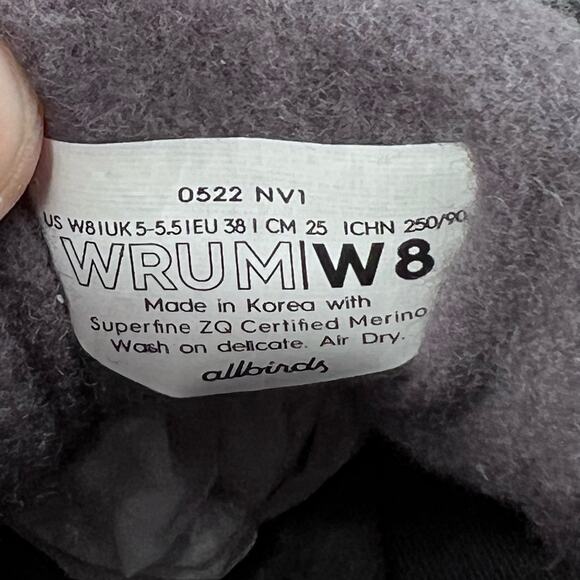 0522 NV1
US W8|UK 5-5.5|EU 38 | CM 25 | CHN 250/90
WRUM|W8
Made in Korea with
Superfine ZQ Certified Merino
Wash on delicate. Air Dry.
allbirds